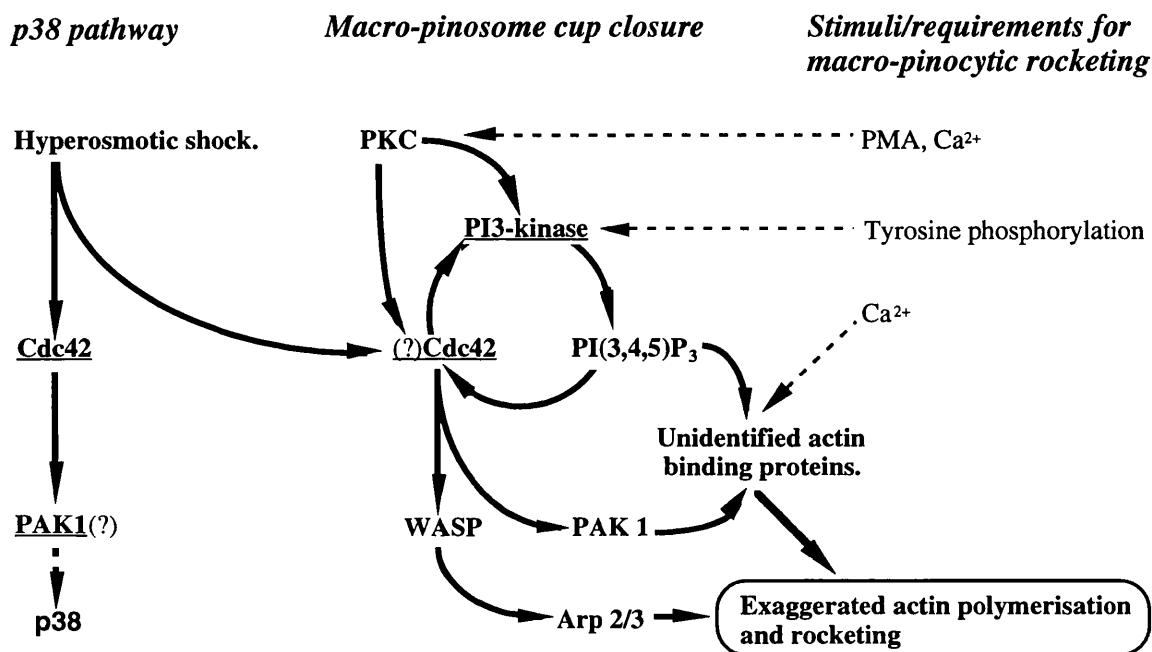 p38 pathway
Macro-pinosome cup closure
Stimuli/requirements for
macro-pinocytic rocketing
Hyperosmotic shock.
PKC
PMA, Ca²⁺
PI3-kinase
Tyrosine phosphorylation
Ca²⁺
Cdc42
(?)Cdc42
PI(3,4,5)P₃
Unidentified actin
binding proteins.
PAK1(?)
WASP
PAK 1
p38
Arp 2/3
Exaggerated actin polymerisation
and rocketing